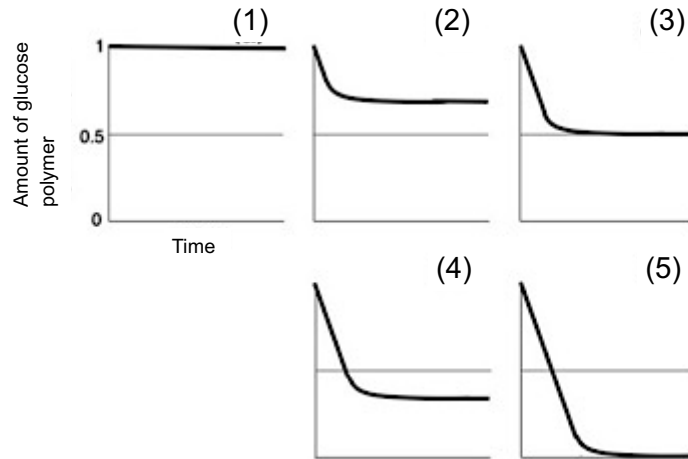 (1)
(2)
(3)
1
0.5
0
Amount of glucose
polymer
Time
(4)
(5)